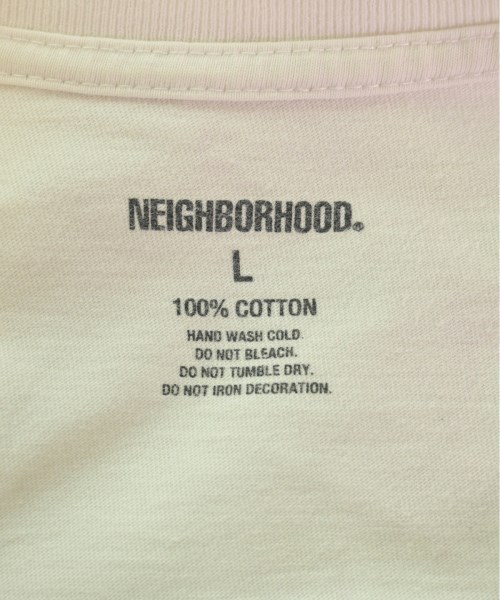 NEIGHBORHOOD®
L
100% COTTON
HAND WASH COLD.
DO NOT BLEACH.
DO NOT TUMBLE DRY.
DO NOT IRON DECORATION.